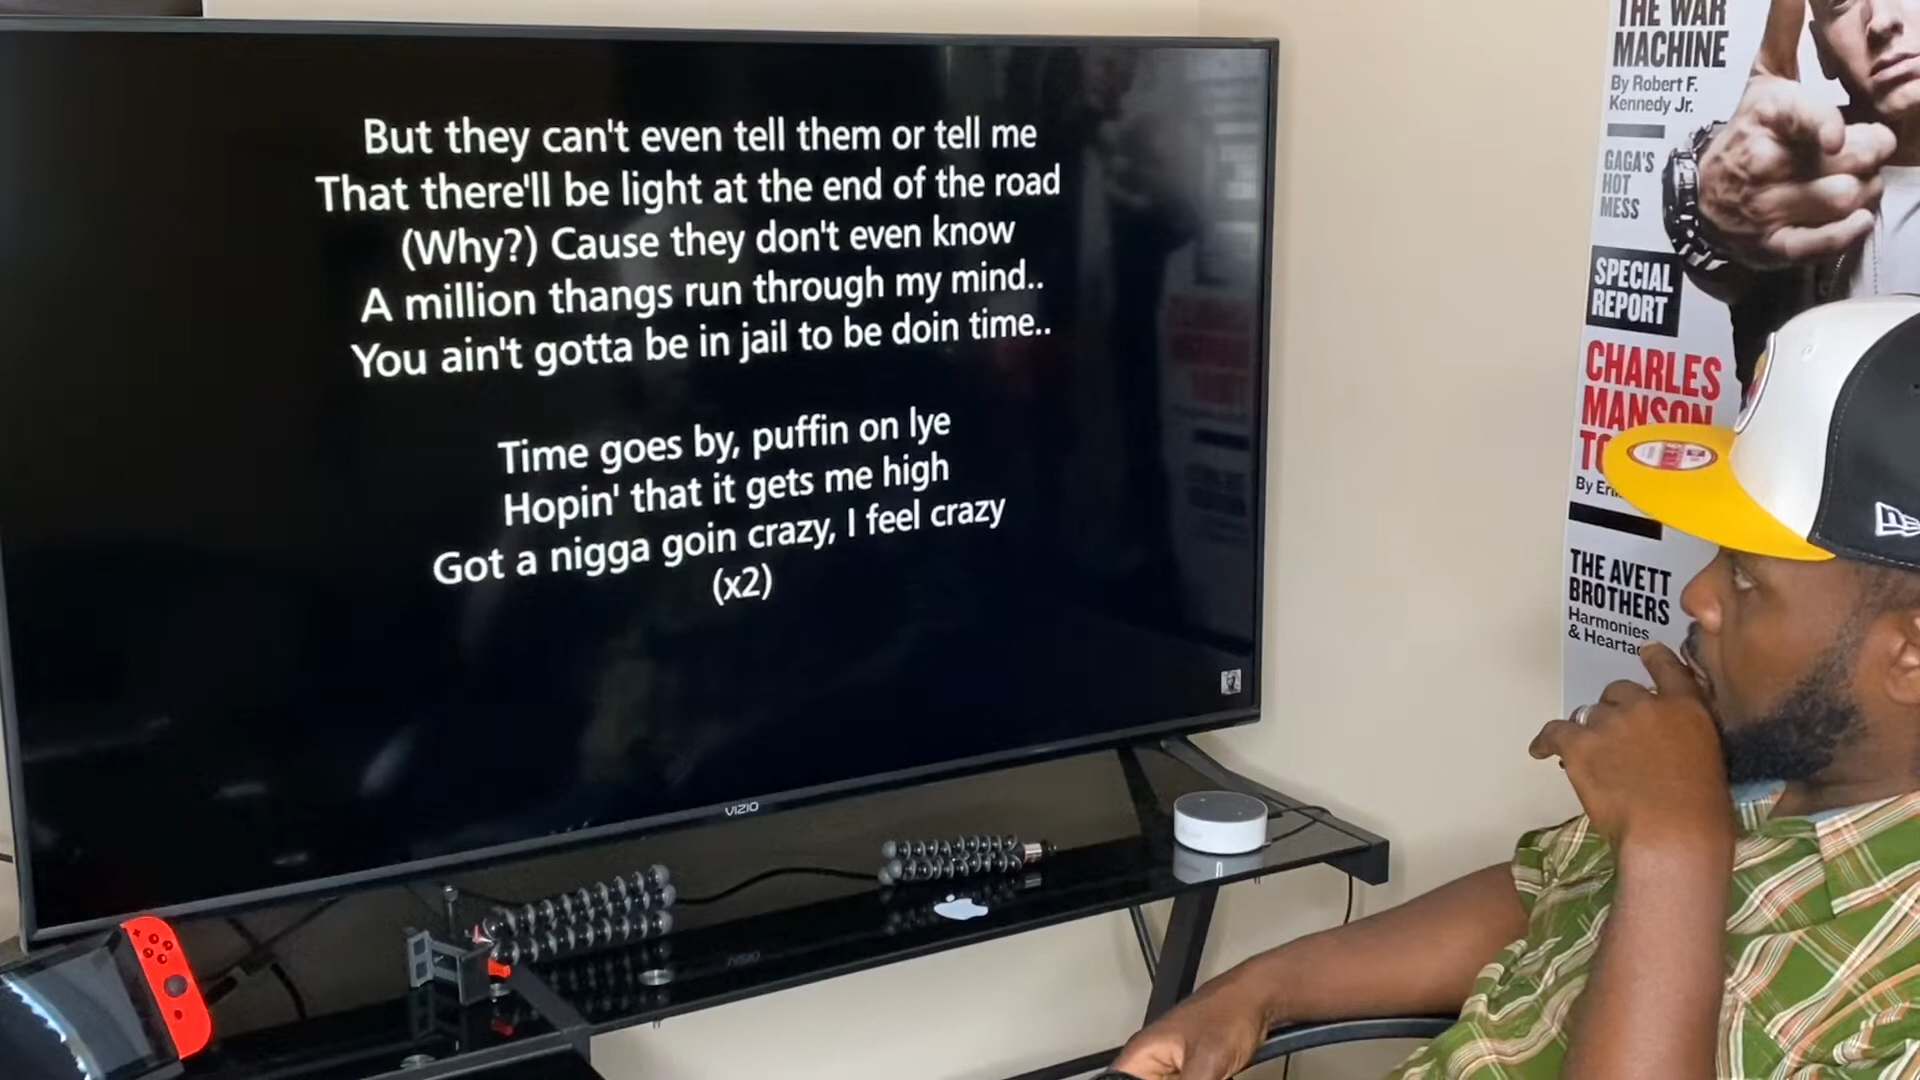 But they can't even tell them or tell me
That there'll be light at the end of the road
(Why?) Cause they don't even know
A million thangs run through my mind..
You ain't gotta be in jail to be doin time..
Time goes by, puffin on lye
Hopin' that it gets me high
Got a nigga goin crazy, I feel crazy
(x2)
VIZIO
THE WAR
MACHINE
By Robert F.
Kennedy Jr.
GAGA'S
HOT
MESS
SPECIAL
REPORT
CHARLES
MANSON
THE AVETT
BROTHERS
Harmonies